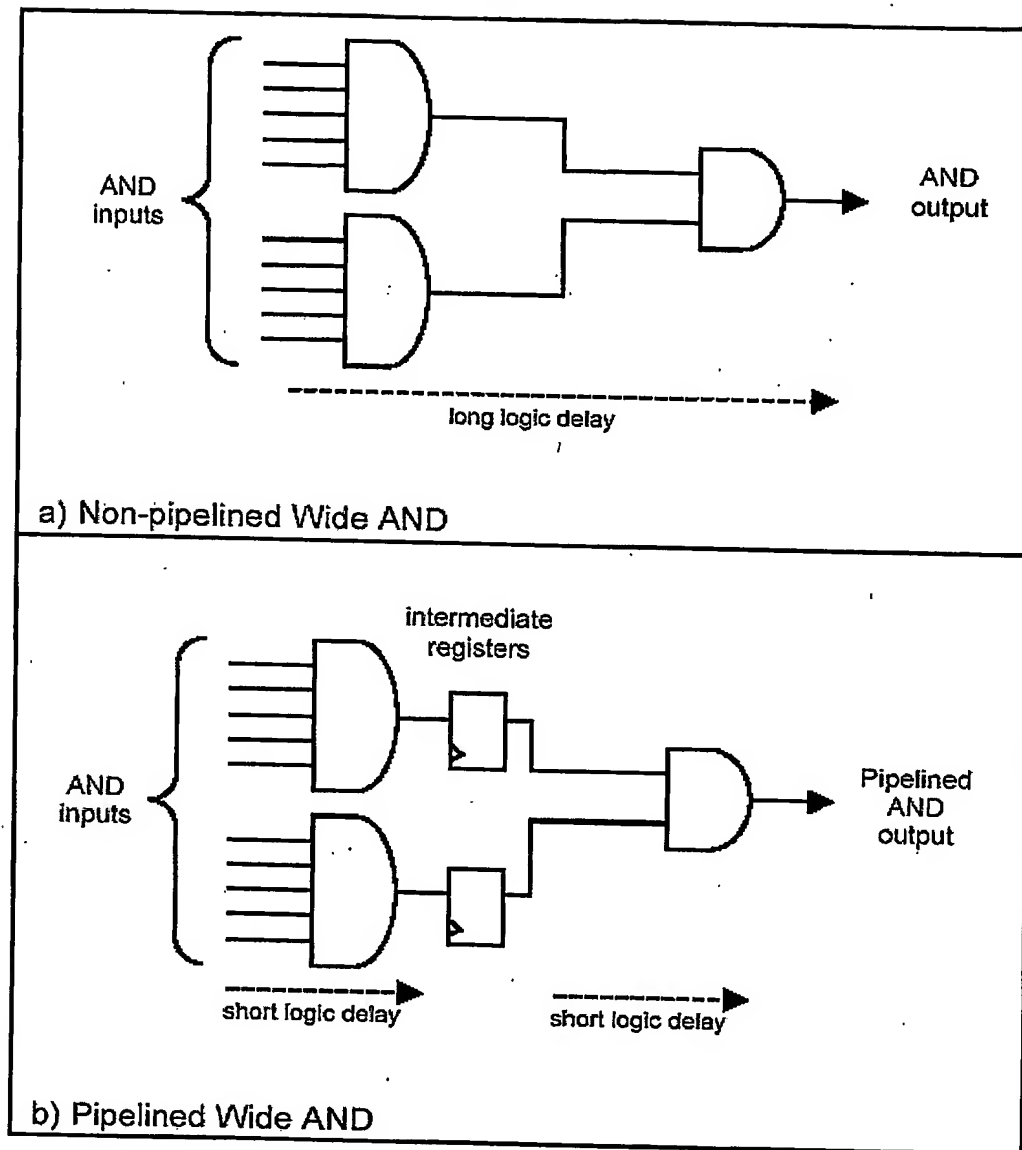 AND
inputs
AND
output
long logic delay
a) Non-pipelined Wide AND
intermediate
registers
AND
inputs
Pipelined
AND
output
short logic delay
short logic delay
b) Pipelined Wide AND